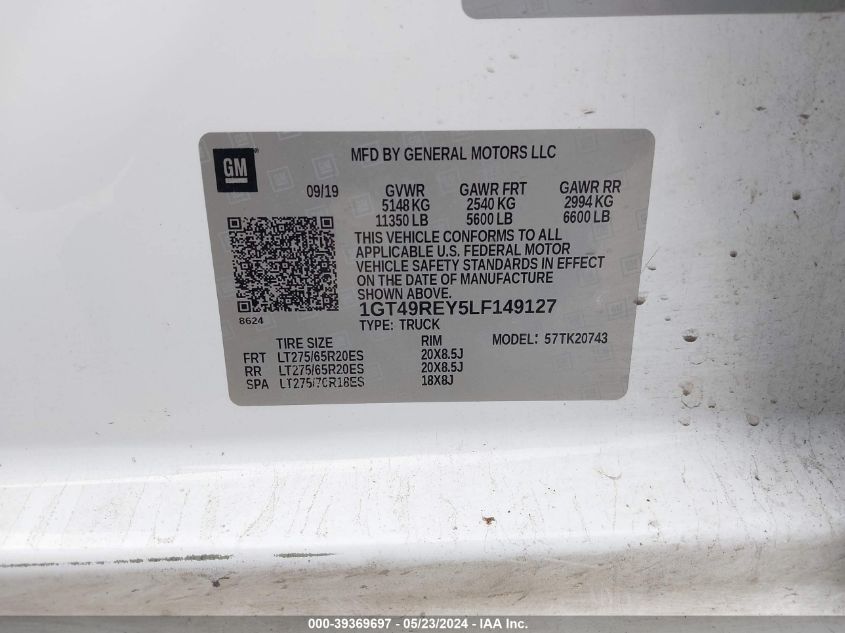 GM
MFD BY GENERAL MOTORS LLC
09/19 GVWR GAWR FRT GAWR RR
5148 KG 2540 KG 2994 KG
11350 LB 5600 LB 6600 LB
THIS VEHICLE CONFORMS TO ALL
APPLICABLE U.S. FEDERAL MOTOR
VEHICLE SAFETY STANDARDS IN EFFECT
ON THE DATE OF MANUFACTURE
SHOWN ABOVE.
8624
1GT49REY5LF149127
TYPE: TRUCK
MODEL: 57TK20743
TIRE SIZE RIM
FRT LT275/65R20ES 20X8.5J
RR LT275/65R20ES 20X8.5J
SPA LT275/70R18ES 18X8J
000-39369697 - 05/23/2024 - IAA Inc.